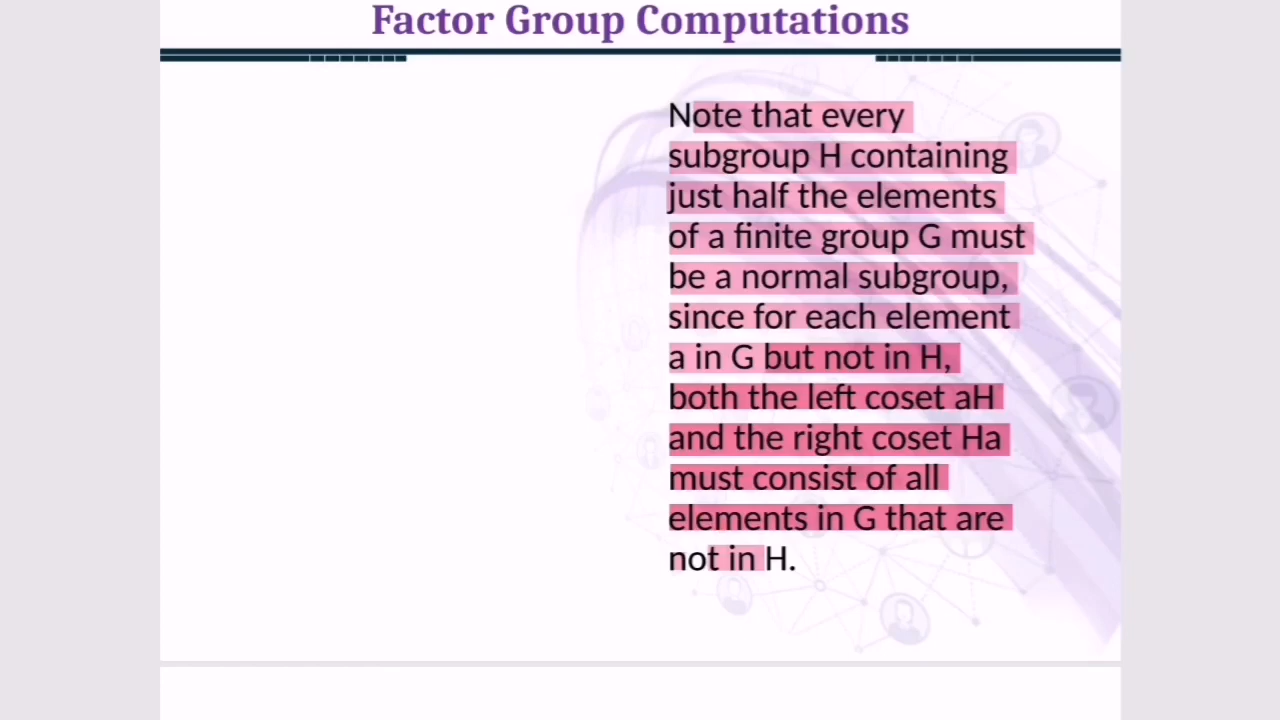 Factor Group Computations
Note that every
subgroup H containing
just half the elements
of a finite group G must
be a normal subgroup,
since for each element
a in G but not in H,
both the left coset aH
and the right coset Ha
must consist of all
elements in G that are
not in H.